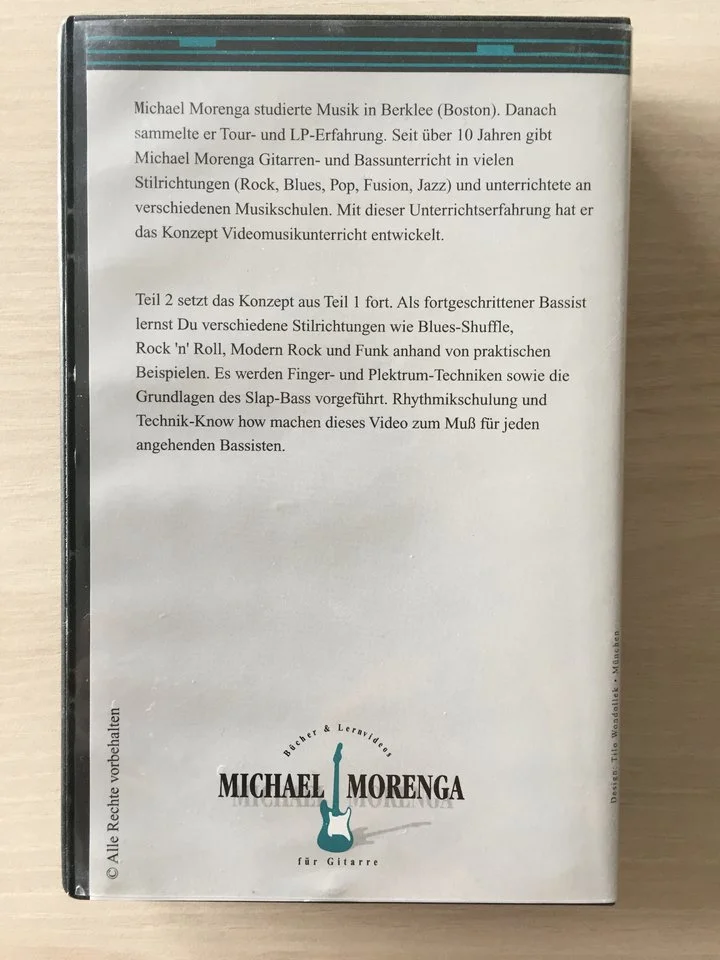 Michael Morenga studierte Musik in Berklee (Boston). Danach
sammelte er Tour- und LP-Erfahrung. Seit über 10 Jahren gibt
Michael Morenga Gitarren- und Bassunterricht in vielen
Stilrichtungen (Rock, Blues, Pop, Fusion, Jazz) und unterrichtete an
verschiedenen Musikschulen. Mit dieser Unterrichtserfahrung hat er
das Konzept Videomusikunterricht entwickelt.
Teil 2 setzt das Konzept aus Teil 1 fort. Als fortgeschrittener Bassist
lernst Du verschiedene Stilrichtungen wie Blues-Shuffle,
Rock 'n' Roll, Modern Rock und Funk anhand von praktischen
Beispielen. Es werden Finger- und Plektrum-Techniken sowie die
Grundlagen des Slap-Bass vorgeführt. Rhythmikschulung und
Technik-Know how machen dieses Video zum Muß für jeden
angehenden Bassisten.
© Alle Rechte vorbehalten
Bücher & Lernvideos
MICHAEL MORENGA
für Gitarre
Design: Tilo Wondollek • München